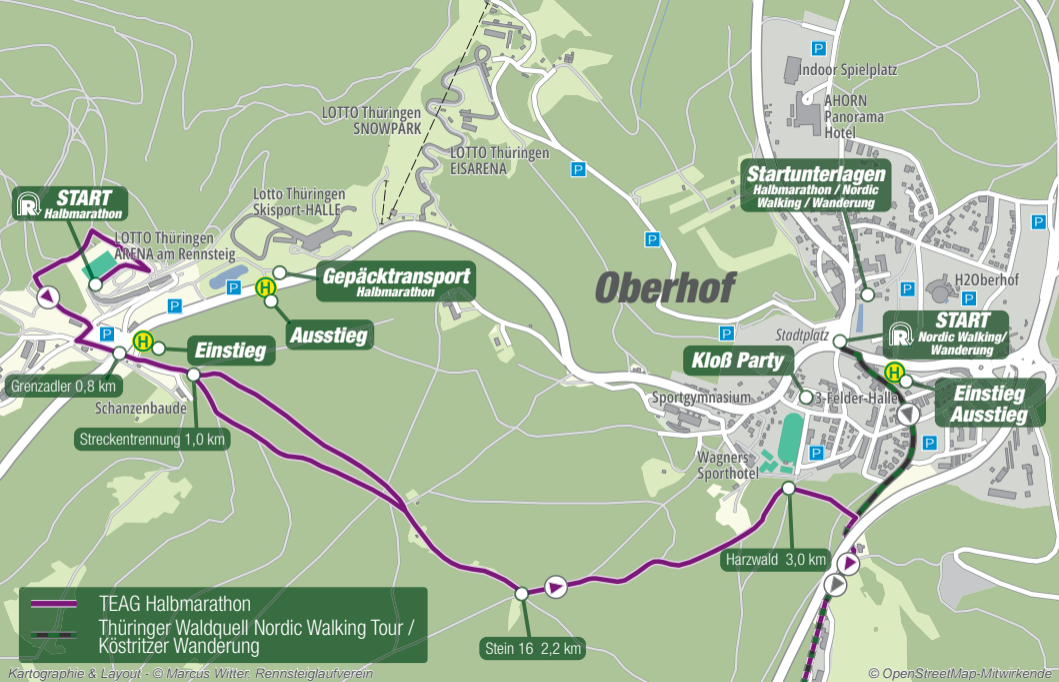 Indoor Spielplatz
AHORN
Panorama
Hotel
LOTTO Thüringen
SNOWPARK
LOTTO Thüringen
EISARENA
Startunterlagen
Halbmarathon / Nordic
Walking / Wanderung
START
Halbmarathon
Lotto Thüringen
Skisport-HALLE
LOTTO Thüringen
ARENA am Rennsteig
Gepäcktransport
Halbmarathon
Oberhof
H2Oberhof
Ausstieg
Einstieg
Stadtplatz
START
Nordic Walking/
Wanderung
Kloß Party
Grenzadler 0,8 km
Schanzenbaude
Sportgymnasium
3-Felder-Halle
Einstieg
Ausstieg
Streckentrennung 1,0 km
Wagners
Sporthotel
Harzwald 3,0 km
Stein 16 2,2 km
TEAG Halbmarathon
Thüringer Waldquell Nordic Walking Tour /
Köstritzer Wanderung
Kartographie & Layout - © Marcus Witter. Rennsteiglaufverein
© OpenStreetMap-Mitwirkende
P
P
P
P
P
P
P
P
P
P
P
P
H
H
H
R
R